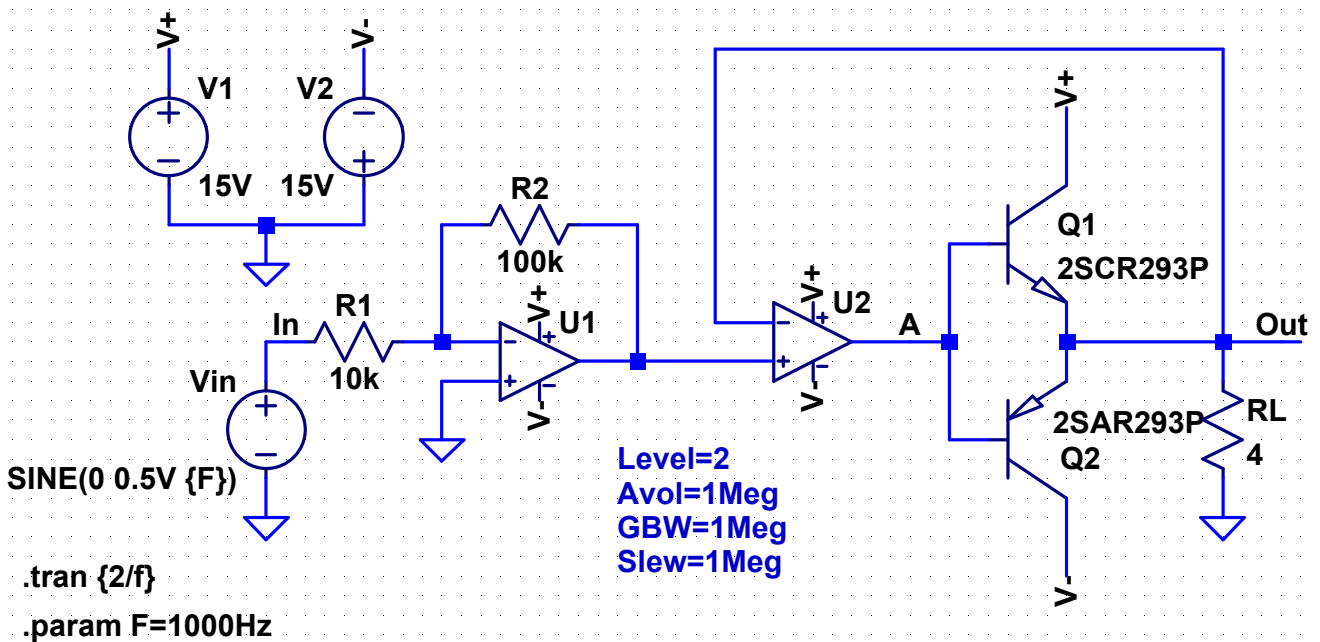 V+
V-
V1
V2
15V
15V
R2
100k
V+
Q1
2SCR293P
V+
U2
A
Out
V+
U1
In
R1
10k
Vin
V-
V-
2SAR293P
Q2
RL
4
SINE(0 0.5V {F})
Level=2
Avol=1Meg
GBW=1Meg
Slew=1Meg
V-
.tran {2/f}
.param F=1000Hz